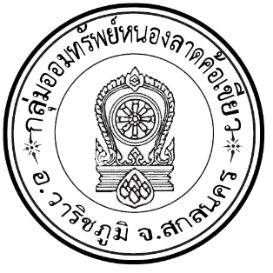 กลุ่มออมทรัพย์หนองลาดค้อเขียว
อ.วาริชภูมิ จ.สกลนคร